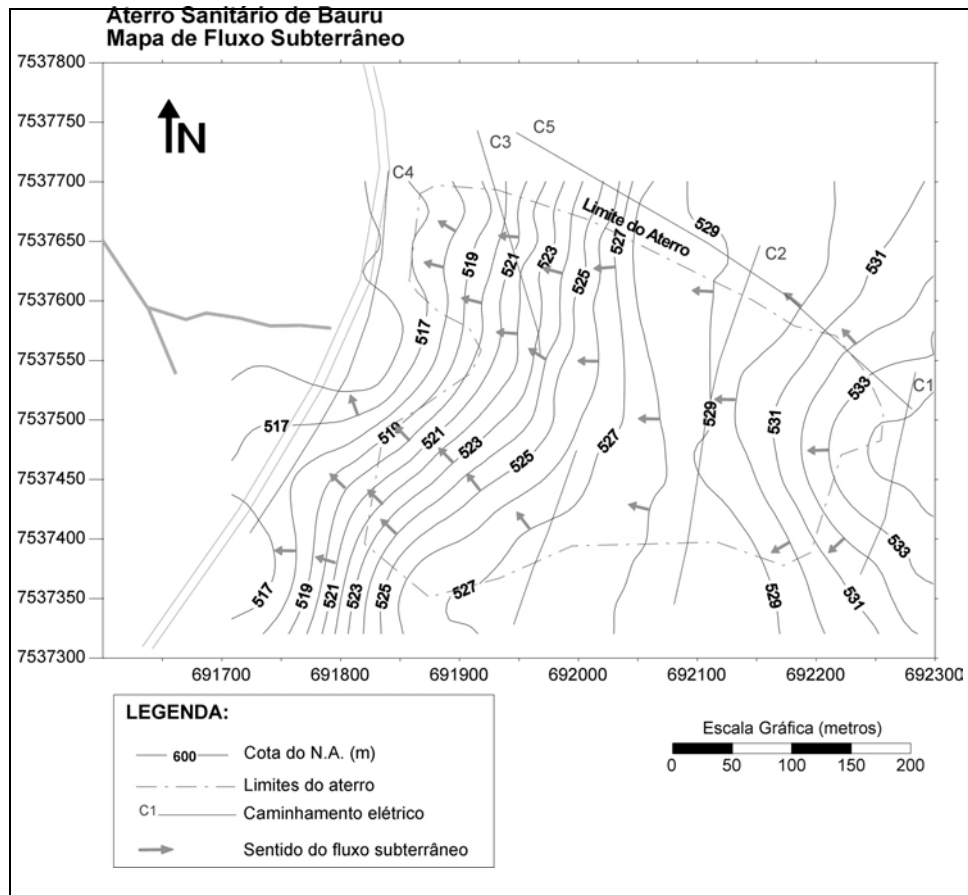 Aterro Sanitário de Bauru
Mapa de Fluxo Subterrâneo
7537800
7537750
7537700
7537650
7537600
7537550
7537500
7537450
7537400
7537350
7537300
N
C5
C3
C4
Limite do Aterro
529
C2
527
531
519
521
523
525
517
C1
533
529
531
517
519
521
523
525
527
533
517
519
521
523
525
527
529
531
691700
691800
691900
692000
692100
692200
692300
LEGENDA:
600 Cota do N.A. (m)
Limites do aterro
C1 Caminhamento elétrico
Sentido do fluxo subterrâneo
Escala Gráfica (metros)
0 50 100 150 200